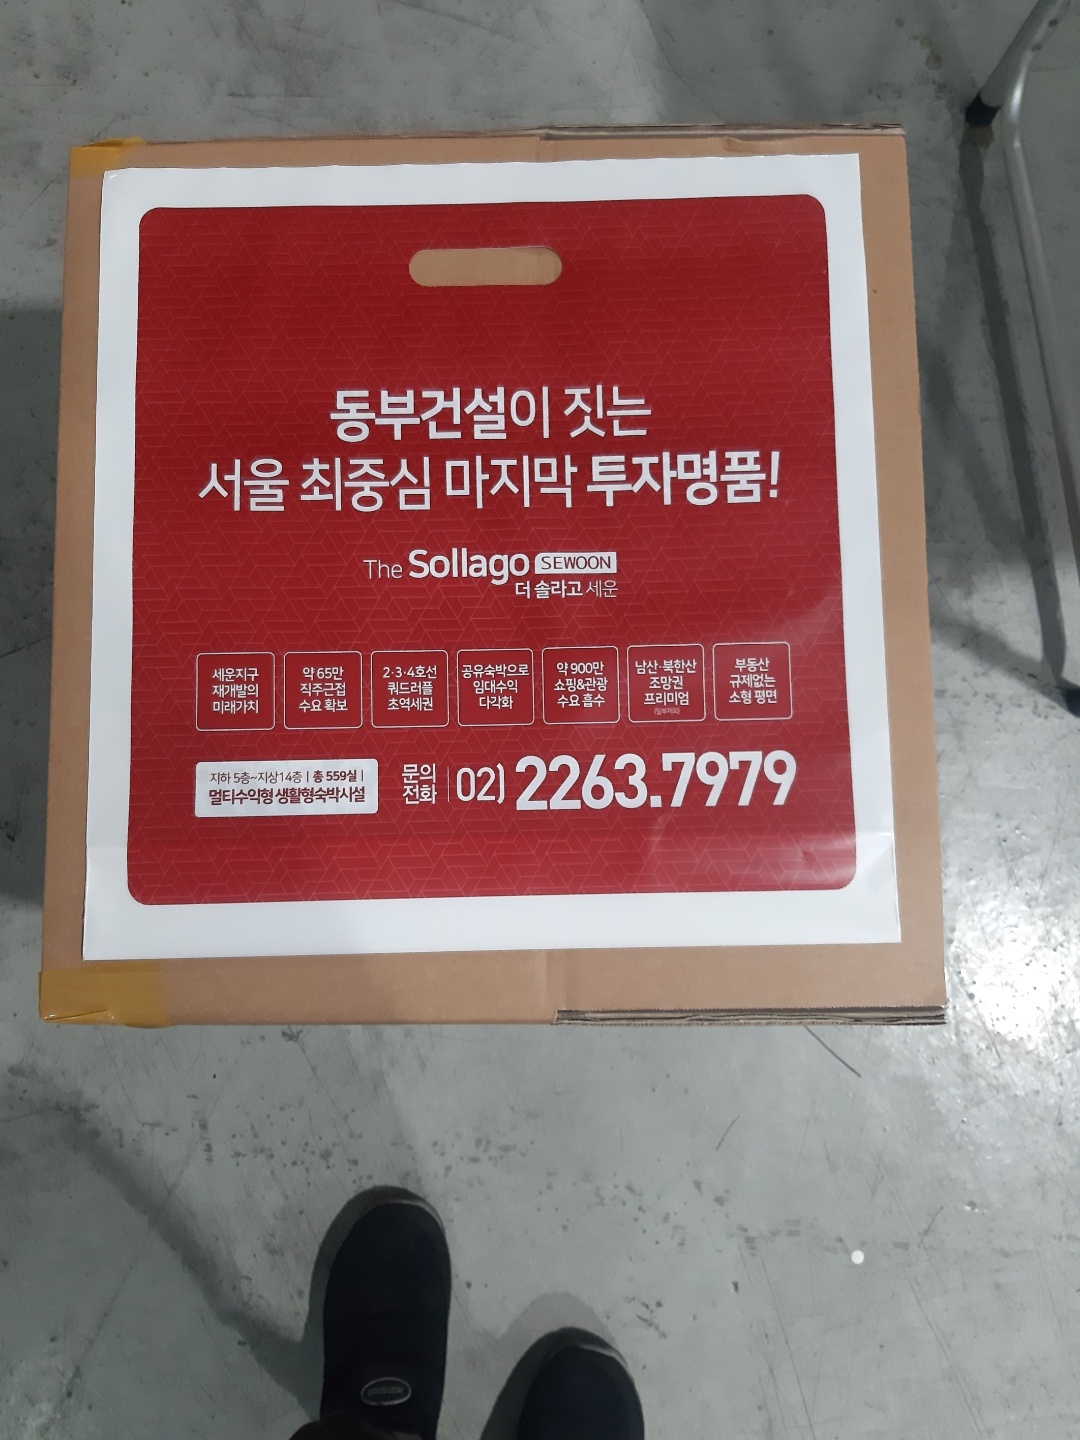 동부건설이 짓는
서울 최중심 마지막 투자명품!
The Sollago SEWOON
더 솔라고 세운
세운지구
재개발의
미래가치
약 65만
직주근접
수요 확보
2·3·4호선
쿼드러플
초역세권
공유숙박으로
임대수익
다각화
약 900만
쇼핑&관광
수요 흡수
남산·북한산
조망권
프리미엄
(일부제외)
부동산
규제없는
소형 평면
지하 5층~지상14층 | 총 559실 |
멀티수익형 생활형숙박시설
문의
전화
02) 2263.7979